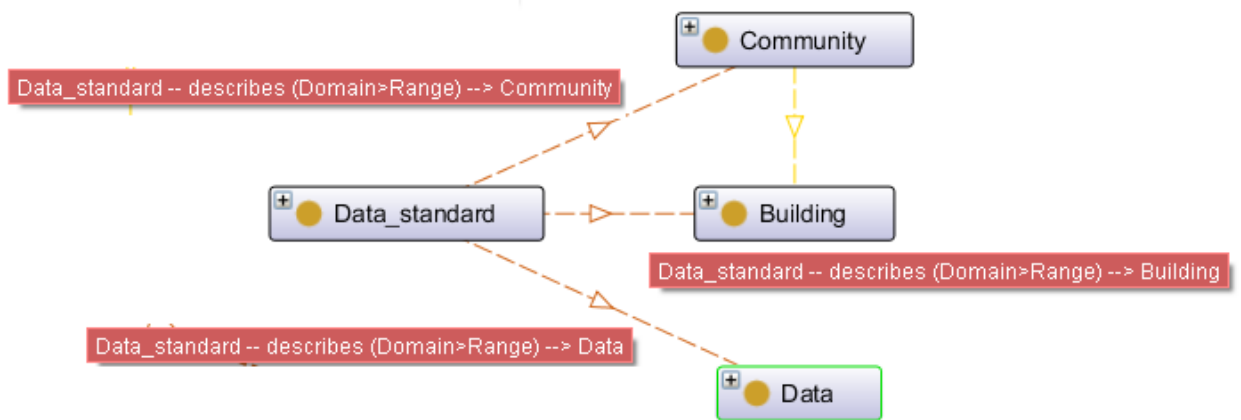 Community
Data_standard -- describes (Domain>Range) --> Community
Data_standard
Building
Data_standard -- describes (Domain>Range) --> Building
Data_standard -- describes (Domain>Range) --> Data
Data